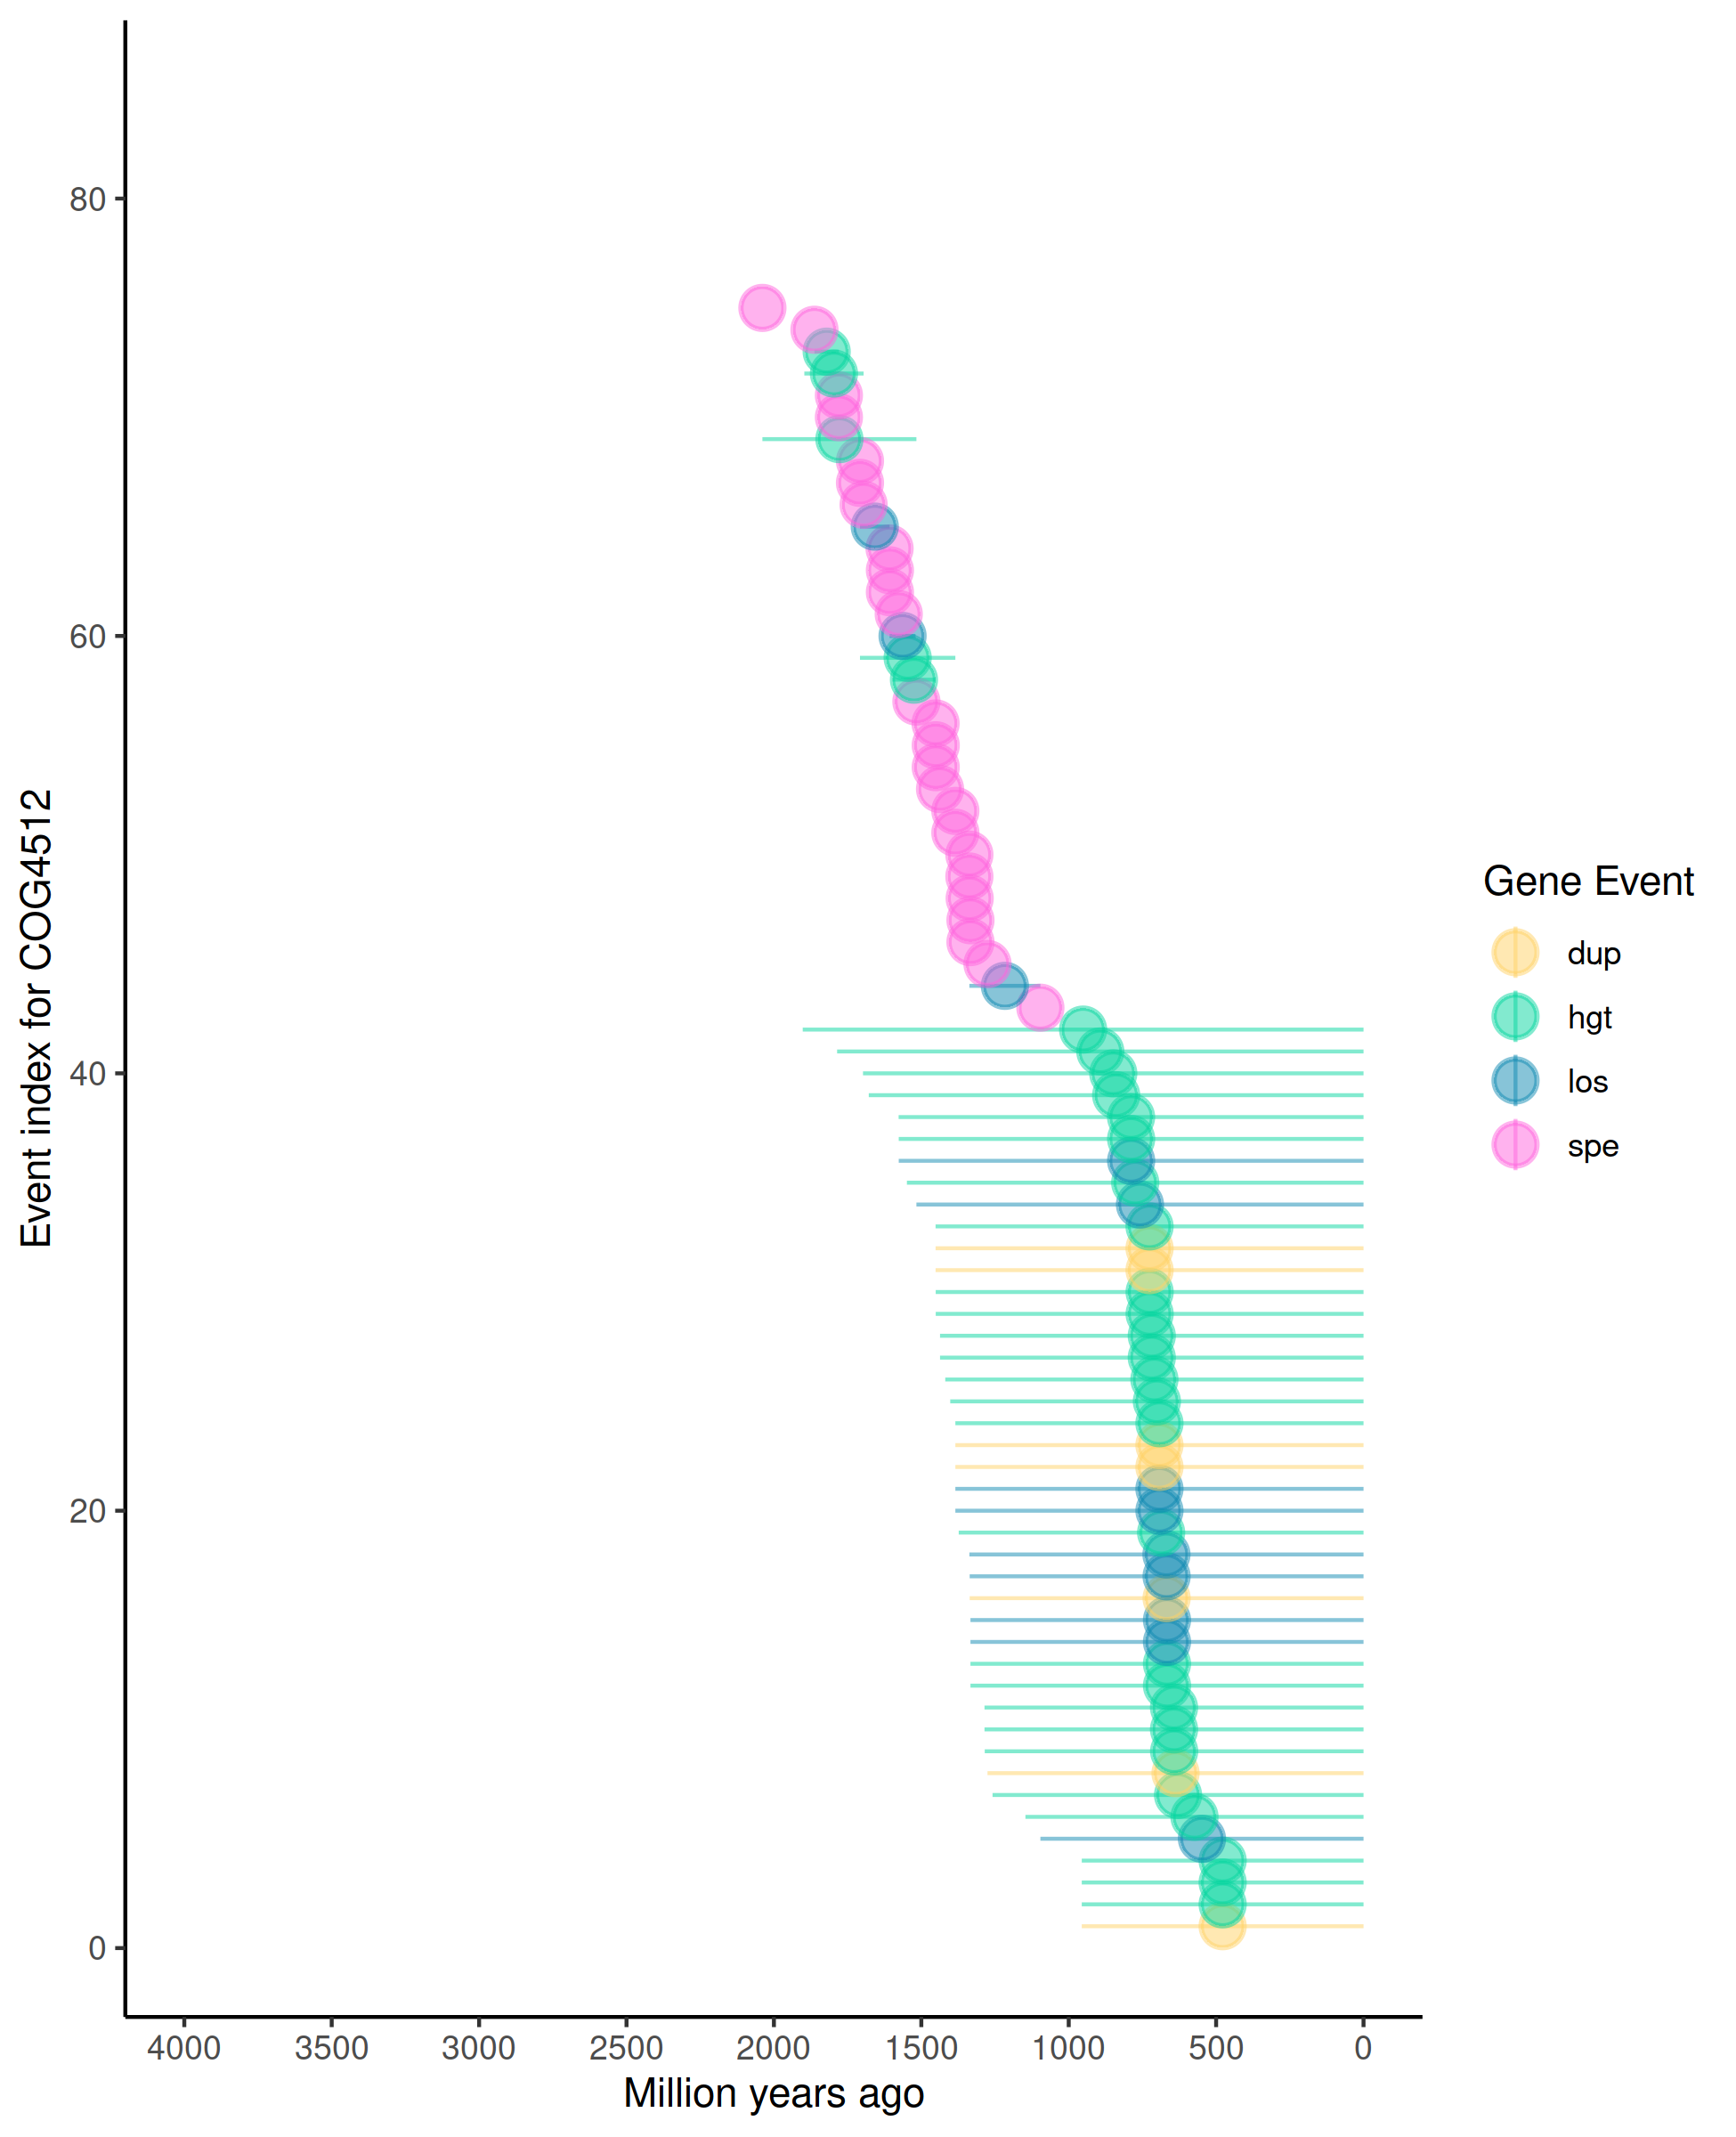 80
60
40
20
0
Event index for COG4512
4000 3500 3000 2500 2000 1500 1000 500 0
Million years ago
Gene Event
dup
hgt
los
spe